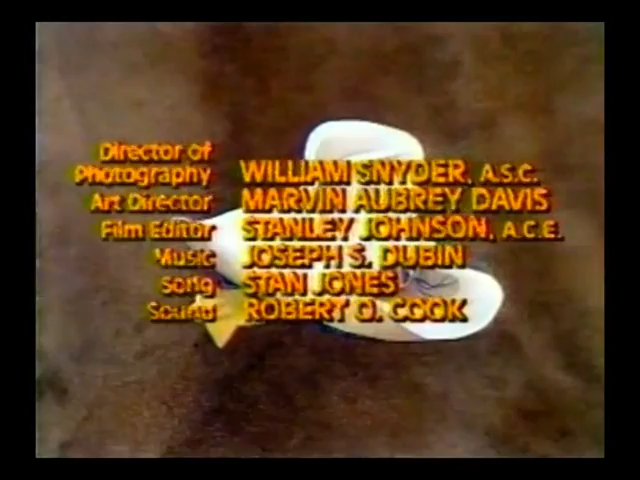 Director of
Photography WILLIAM SNYDER, A.S.C.
Art Director MARVIN AUBREY DAVIS
Film Editor STANLEY JOHNSON, A.C.E.
Music JOSEPH S. DUBIN
Song STAN JONES
Sound ROBERT O. COOK